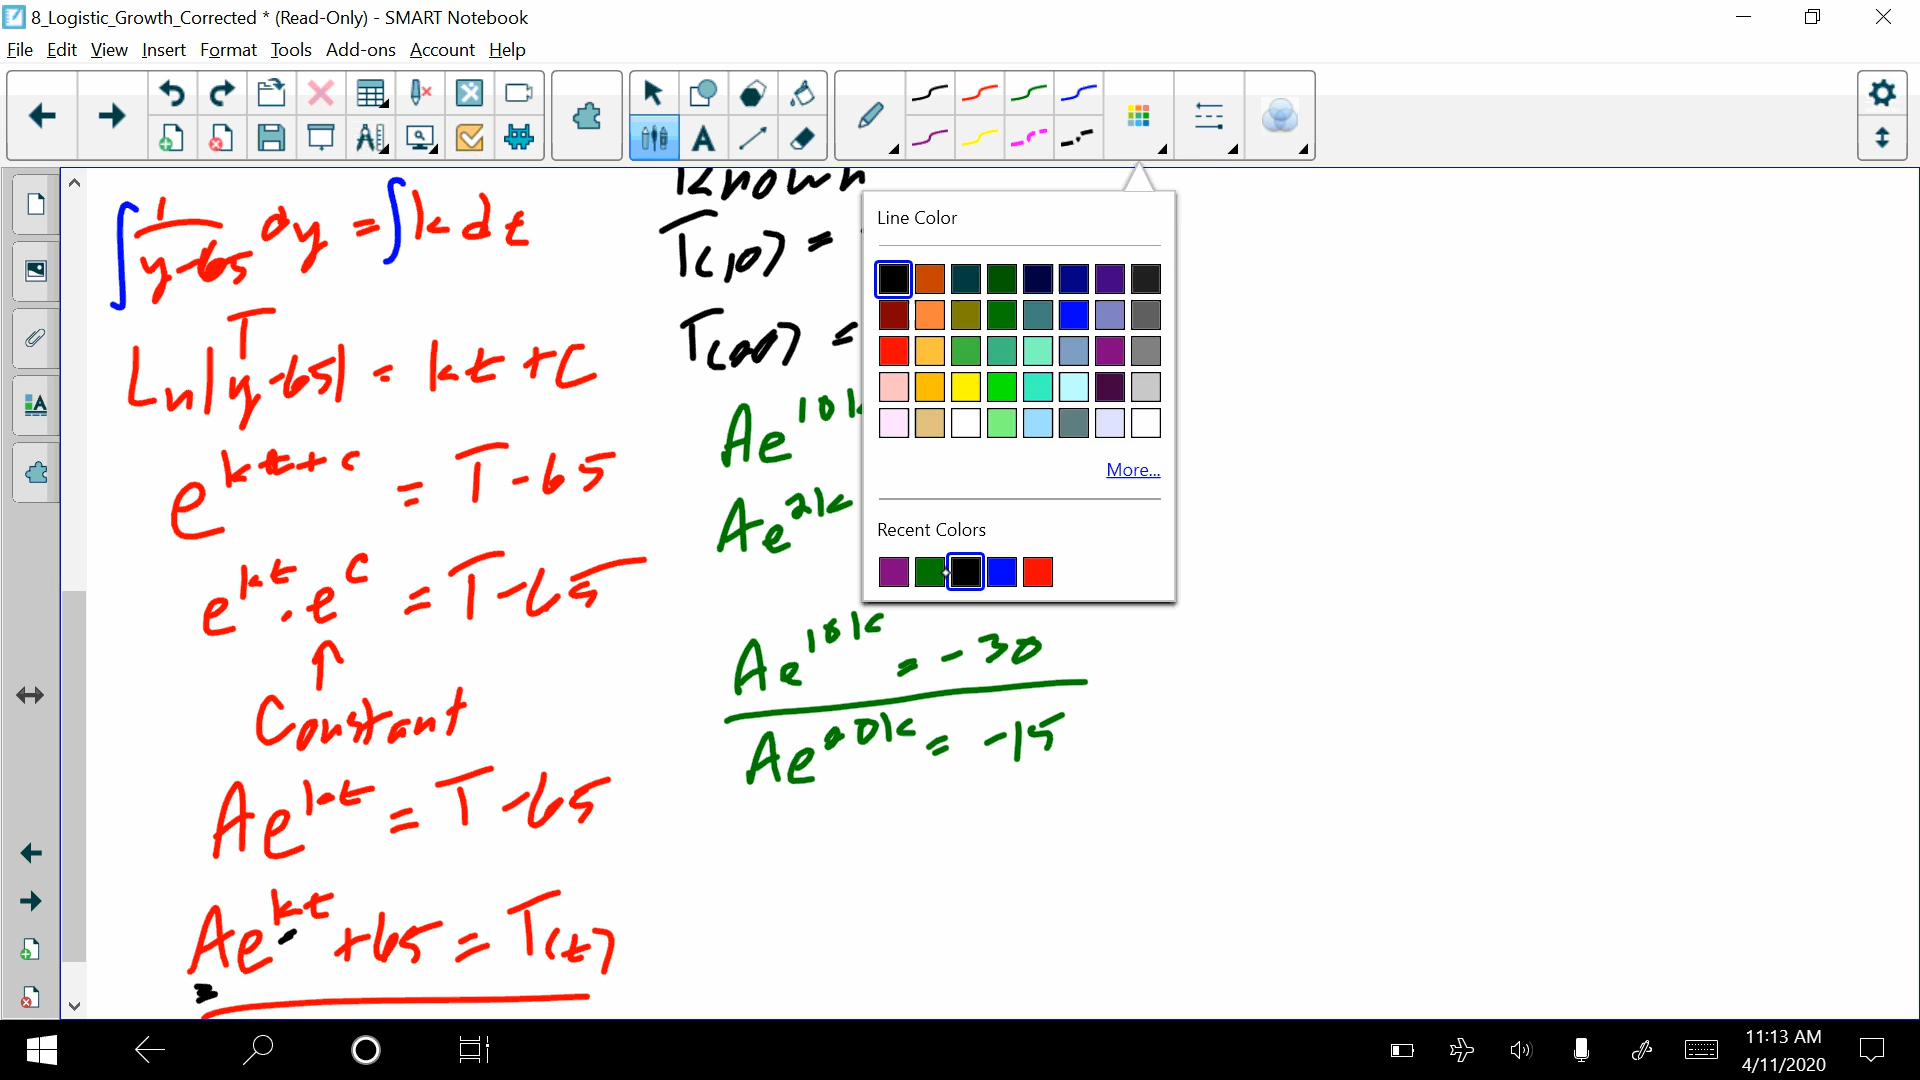 8_Logistic_Growth_Corrected * (Read-Only) - SMART Notebook
File Edit View Insert Format Tools Add-ons Account Help
∫ 1/(y-65) dy = ∫ k dt
T
Ln|y-65| = kt + C
e^(kt+c) = T-65
e^(kt) · e^c = T-65
↑
Constant
Ae^(kt) = T-65
Ae^(kt) + 65 = T(t)
Known
T(10) =
T(20) =
Ae^(10k
Ae^(2k
Ae^(10k) = -30
Ae^(20k) = -15
Line Color
More...
Recent Colors
11:13 AM
4/11/2020